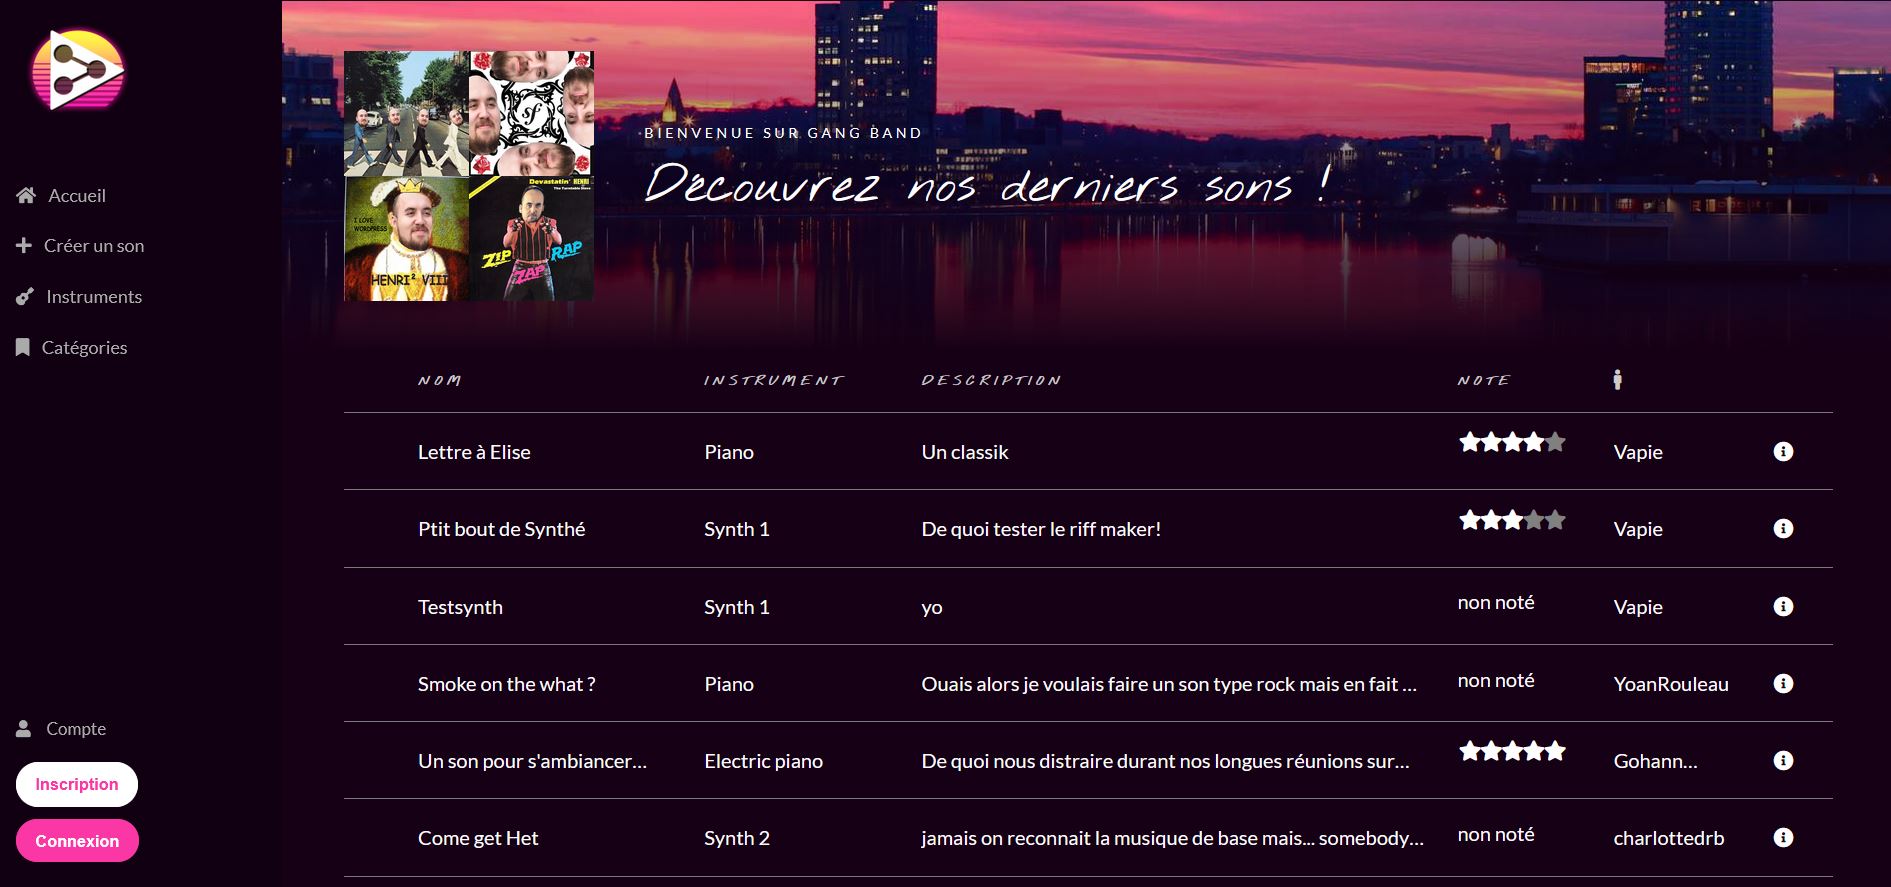 Accueil
Créer un son
Instruments
Catégories
Compte
Inscription
Connexion
I LOVE
WORDPRESS
HENRI² VIII
Devastatin' HENRI
ZIP
ZAP
RAP
BIENVENUE SUR GANG BAND
Découvrez nos derniers sons !
NOM INSTRUMENT DESCRIPTION NOTE
Lettre à Elise Piano Un classik Vapie
Ptit bout de Synthé Synth 1 De quoi tester le riff maker! Vapie
Testsynth Synth 1 yo non noté Vapie
Smoke on the what ? Piano Ouais alors je voulais faire un son type rock mais en fait ... non noté YoanRouleau
Un son pour s'ambiancer... Electric piano De quoi nous distraire durant nos longues réunions sur... Gohann...
Come get Het Synth 2 jamais on reconnait la musique de base mais... somebody... non noté charlottedrb